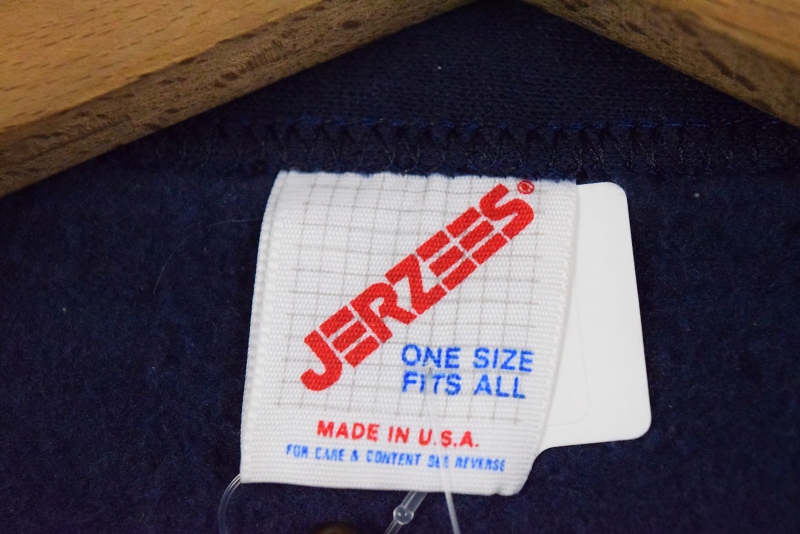 JERZEES®
ONE SIZE
FITS ALL
MADE IN U.S.A.
FOR CARE & CONTENT SEE REVERSE